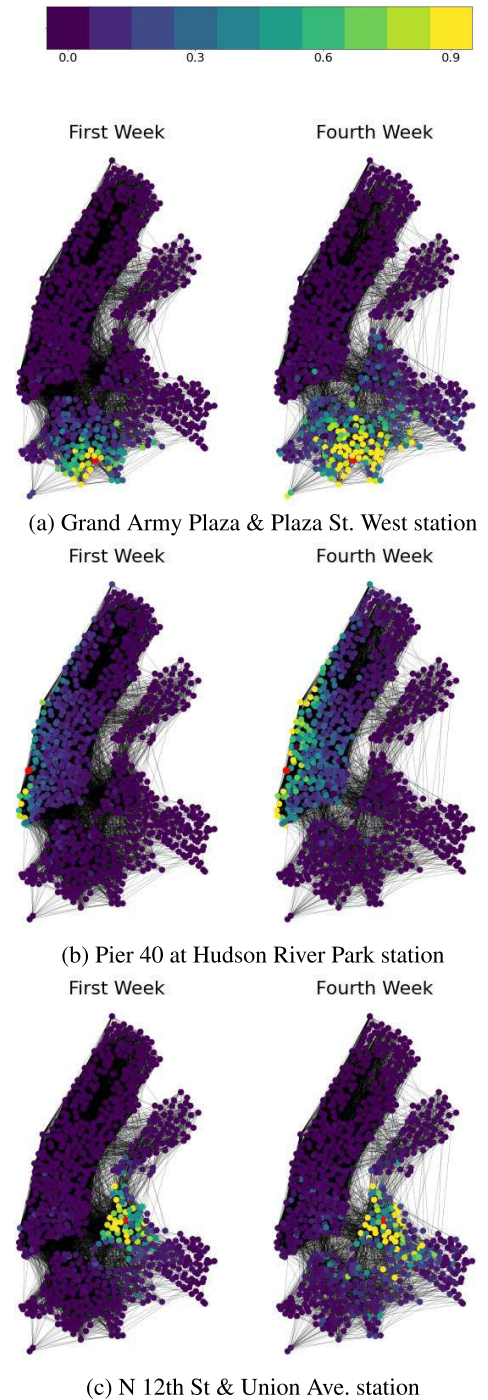 0.0 0.3 0.6 0.9
First Week Fourth Week
(a) Grand Army Plaza & Plaza St. West station
First Week Fourth Week
(b) Pier 40 at Hudson River Park station
First Week Fourth Week
(c) N 12th St & Union Ave. station